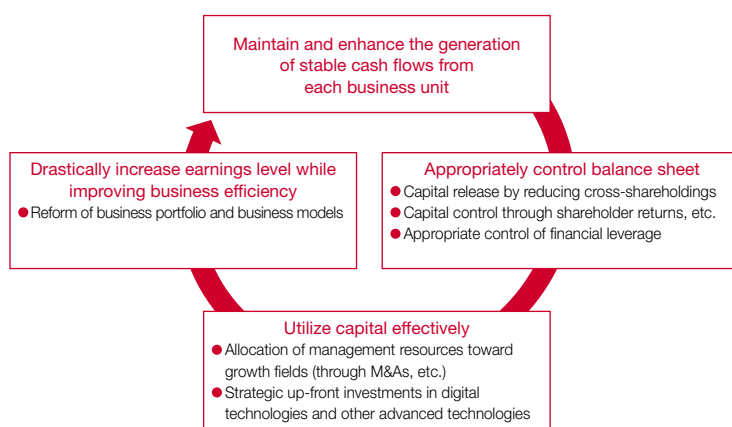 Maintain and enhance the generation
of stable cash flows from
each business unit
Drastically increase earnings level while
improving business efficiency
● Reform of business portfolio and business models
Appropriately control balance sheet
● Capital release by reducing cross-shareholdings
● Capital control through shareholder returns, etc.
● Appropriate control of financial leverage
Utilize capital effectively
● Allocation of management resources toward
growth fields (through M&As, etc.)
● Strategic up-front investments in digital
technologies and other advanced technologies